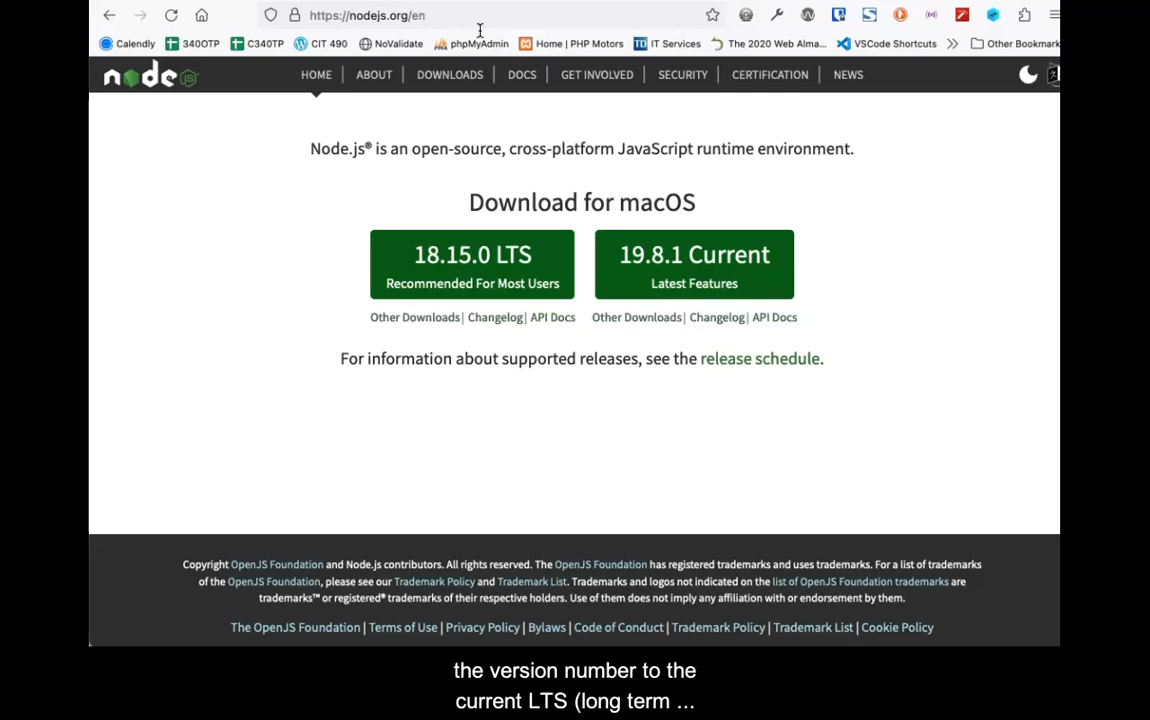 https://nodejs.org/en
Calendly 340OTP C340TP CIT 490 NoValidate phpMyAdmin Home | PHP Motors TD IT Services The 2020 Web Alma... VSCode Shortcuts Other Bookmark
node JS
HOME | ABOUT | DOWNLOADS | DOCS | GET INVOLVED | SECURITY | CERTIFICATION | NEWS
Node.js® is an open-source, cross-platform JavaScript runtime environment.
Download for macOS
18.15.0 LTS 19.8.1 Current
Recommended For Most Users Latest Features
Other Downloads | Changelog | API Docs Other Downloads | Changelog | API Docs
For information about supported releases, see the release schedule.
Copyright OpenJS Foundation and Node.js contributors. All rights reserved. The OpenJS Foundation has registered trademarks and uses trademarks. For a list of trademarks
of the OpenJS Foundation, please see our Trademark Policy and Trademark List. Trademarks and logos not indicated on the list of OpenJS Foundation trademarks are
trademarks™ or registered® trademarks of their respective holders. Use of them does not imply any affiliation with or endorsement by them.
The OpenJS Foundation | Terms of Use | Privacy Policy | Bylaws | Code of Conduct | Trademark Policy | Trademark List | Cookie Policy
the version number to the
current LTS (long term ...